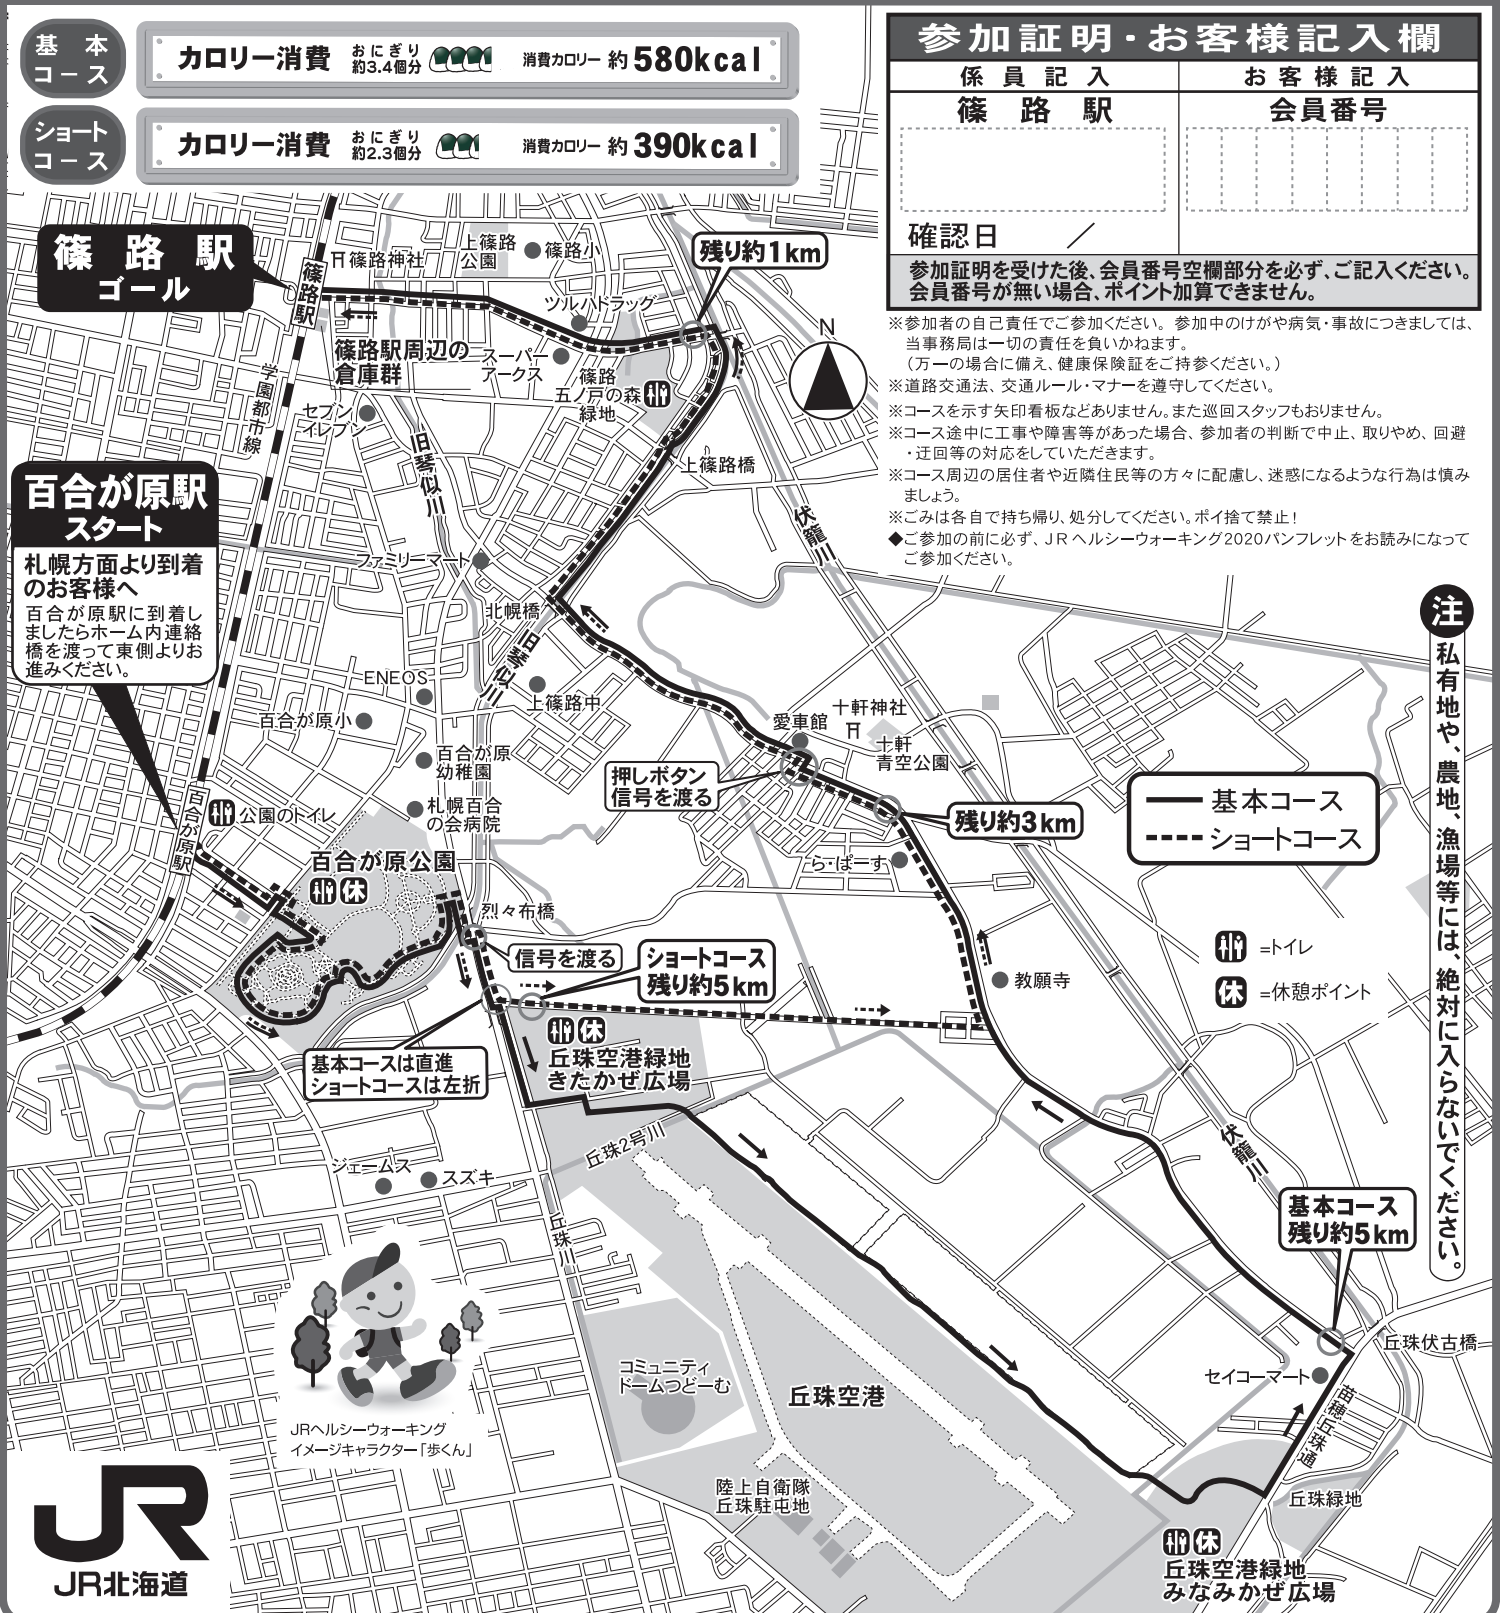 基本
コース
カロリー消費
おにぎり
約3.4個分
消費カロリー 約580kcal
ショート
コース
カロリー消費
おにぎり
約2.3個分
消費カロリー 約390kcal
参加証明・お客様記入欄
係員記入
お客様記入
篠路駅
会員番号
確認日 ／
参加証明を受けた後、会員番号空欄部分を必ず、ご記入ください。
会員番号が無い場合、ポイント加算できません。
※参加者の自己責任でご参加ください。参加中のけがや病気・事故につきましては、
当事務局は一切の責任を負いかねます。
（万一の場合に備え、健康保険証をご持参ください。）
※道路交通法、交通ルール・マナーを遵守してください。
※コースを示す矢印看板などありません。また巡回スタッフもおりません。
※コース途中に工事や障害等があった場合、参加者の判断で中止、取りやめ、回避
・迂回等の対応をしていただきます。
※コース周辺の居住者や近隣住民等の方々に配慮し、迷惑になるような行為は慎み
ましょう。
※ごみは各自で持ち帰り、処分してください。ポイ捨て禁止！
◆ご参加の前に必ず、JRヘルシーウォーキング2020パンフレットをお読みになって
ご参加ください。
篠路駅
ゴール
篠路駅
篠路神社
上篠路
公園
篠路小
残り約1km
ツルハドラッグ
N
篠路駅周辺の
倉庫群
スーパー
アークス
篠路
五ノ戸の森
緑地
学園都市線
セブン
イレブン
旧琴似川
上篠路橋
伏籠川
百合が原駅
スタート
札幌方面より到着
のお客様へ
百合が原駅に到着し
ましたらホーム内連絡
橋を渡って東側よりお
進みください。
ファミリーマート
北幌橋
旧琴似川
注
私有地や、農地、漁場等には、絶対に入らないでください。
ENEOS
上篠路中
百合が原小
愛車館
十軒神社
十軒
青空公園
百合が原
幼稚園
押しボタン
信号を渡る
百合が原駅
公園のトイレ
札幌百合
の会病院
残り約3km
基本コース
ショートコース
百合が原公園
休
ら・ぱーす
烈々布橋
信号を渡る
ショートコース
残り約5km
=トイレ
教願寺
休
=休憩ポイント
基本コースは直進
ショートコースは左折
休
丘珠空港緑地
きたかぜ広場
丘珠2号川
伏籠川
ジェームス
スズキ
丘珠川
基本コース
残り約5km
丘珠伏古橋
コミュニティ
ドームつどーむ
丘珠空港
セイコーマート
苗穂丘珠通
JRヘルシーウォーキング
イメージキャラクター「歩くん」
陸上自衛隊
丘珠駐屯地
丘珠緑地
JR
JR北海道
休
丘珠空港緑地
みなみかぜ広場